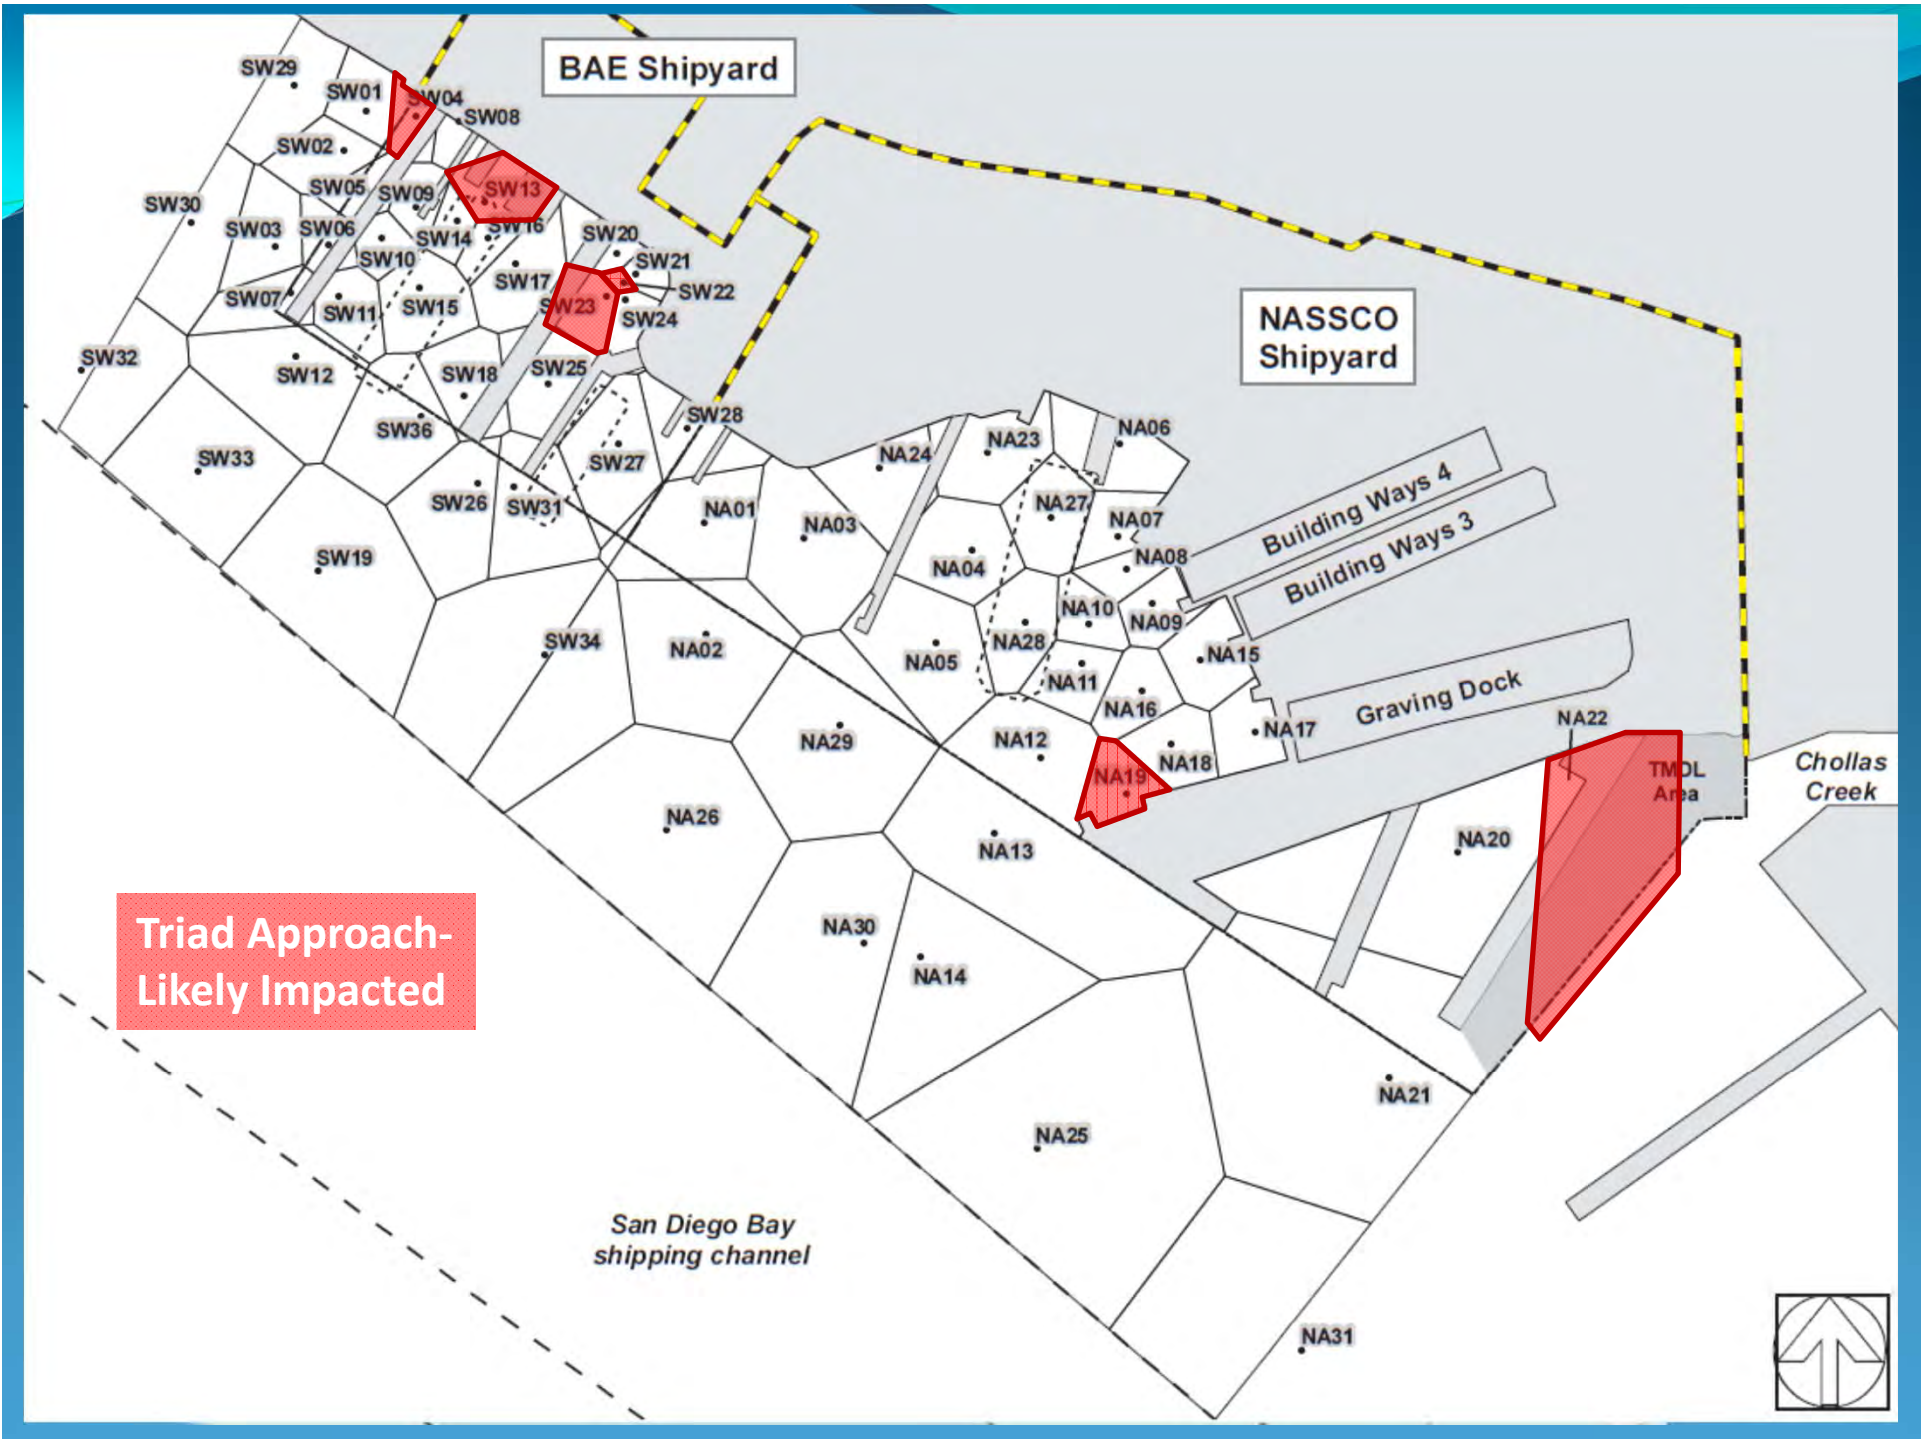 BAE Shipyard
SW29
SW01
SW04
SW08
SW02
SW05
SW09
SW13
SW30
SW03
SW06
SW14
SW16
SW20
SW10
SW21
SW07
SW11
SW15
SW17
SW22
SW23
SW24
NASSCO
Shipyard
SW32
SW12
SW18
SW25
SW36
SW28
SW33
SW27
SW26
SW31
NA24
NA23
NA06
NA01
NA03
NA27
NA07
Building Ways 4
Building Ways 3
SW19
NA04
NA08
NA10
NA09
SW34
NA02
NA05
NA28
NA15
NA11
NA16
Graving Dock
NA29
NA12
NA17
NA22
NA18
NA19
TMDL
Area
Chollas
Creek
NA26
NA13
NA20
Triad Approach-
Likely Impacted
NA30
NA14
NA21
NA25
San Diego Bay
shipping channel
NA31